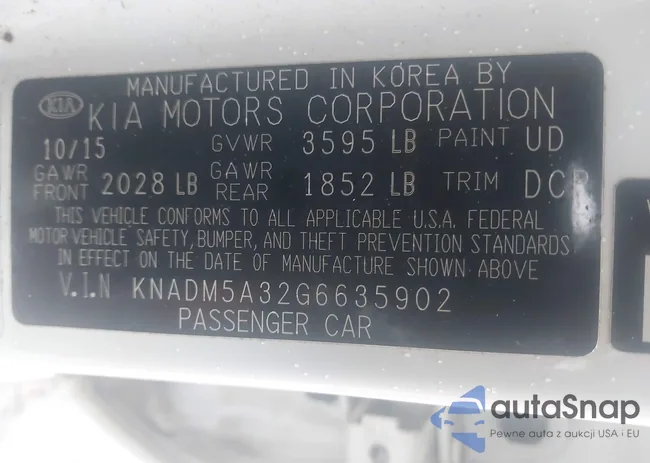 MANUFACTURED IN KOREA BY
KIA
KIA MOTORS CORPORATION
10/15 GVWR 3595 LB PAINT UD
GAWR FRONT 2028 LB GAWR REAR 1852 LB TRIM
THIS VEHICLE CONFORMS TO ALL APPLICABLE U.S.A. FEDERAL
MOTOR VEHICLE SAFETY, BUMPER, AND THEFT PREVENTION STANDARDS
IN EFFECT ON THE DATE OF MANUFACTURE SHOWN ABOVE
V.I.N KNADM5A32G6635902
PASSENGER CAR
autaSnap
Pewne auta z aukcji USA i EU